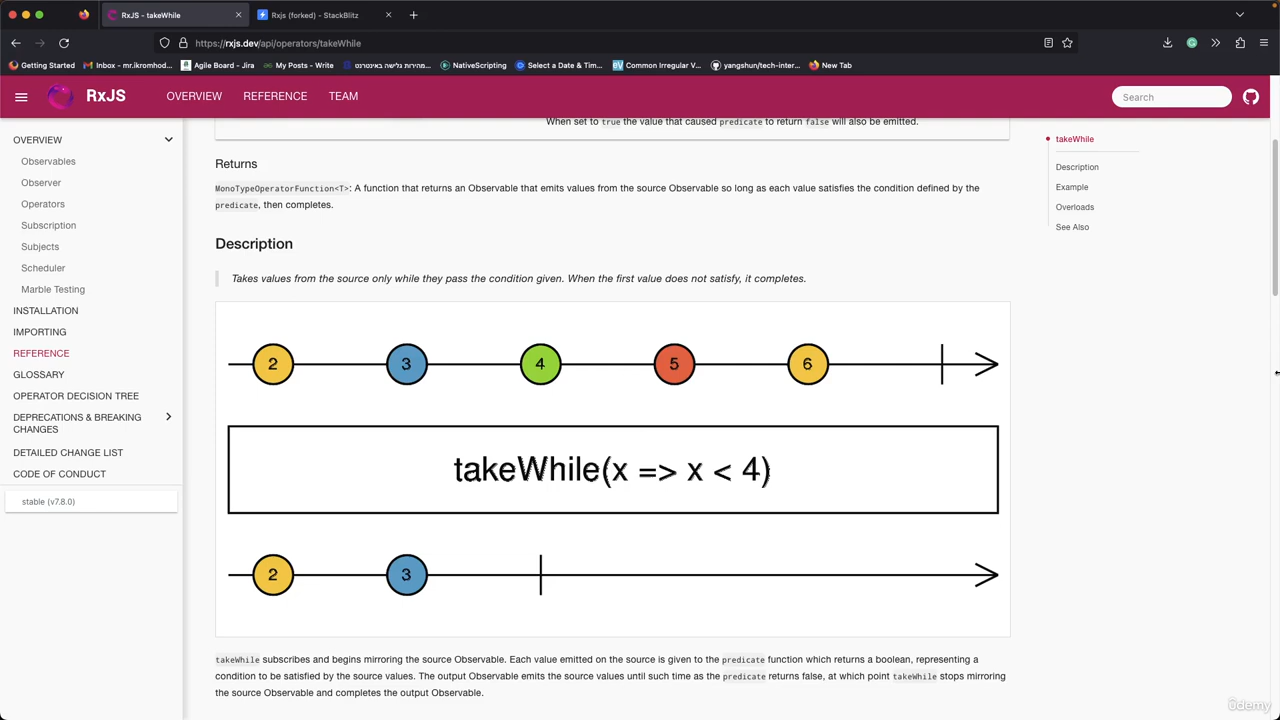 RxJS - takeWhile
Rxjs (forked) - StackBlitz
https://rxjs.dev/api/operators/takeWhile
Getting Started
Inbox - mr.ikromhod...
Agile Board - Jira
My Posts - Write
מהירות גלישה באינטרנט...
NativeScripting
Select a Date & Time...
Common Irregular V...
yangshun/tech-inter...
New Tab
RxJS
OVERVIEW
REFERENCE
TEAM
Search
OVERVIEW
Observables
Observer
Operators
Subscription
Subjects
Scheduler
Marble Testing
INSTALLATION
IMPORTING
REFERENCE
GLOSSARY
OPERATOR DECISION TREE
DEPRECATIONS & BREAKING
CHANGES
DETAILED CHANGE LIST
CODE OF CONDUCT
stable (v7.8.0)
When set to true the value that caused predicate to return false will also be emitted.
Returns
MonoTypeOperatorFunction<T>: A function that returns an Observable that emits values from the source Observable so long as each value satisfies the condition defined by the
predicate, then completes.
Description
Takes values from the source only while they pass the condition given. When the first value does not satisfy, it completes.
2 3 4 5 6
takeWhile(x => x < 4)
2 3
takeWhile subscribes and begins mirroring the source Observable. Each value emitted on the source is given to the predicate function which returns a boolean, representing a
condition to be satisfied by the source values. The output Observable emits the source values until such time as the predicate returns false, at which point takeWhile stops mirroring
the source Observable and completes the output Observable.
takeWhile
Description
Example
Overloads
See Also
ûdemy